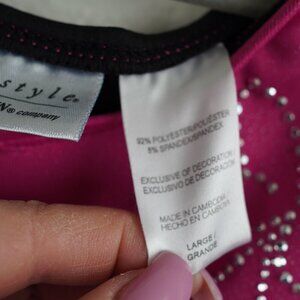 style®
N® company
92% POLYESTER/POLIÉSTER
8% SPANDEX/SPANDEX
EXCLUSIVE OF DECORATION /
EXCLUSIVO DE DECORACIÓN
MADE IN CAMBODIA /
HECHO EN CAMBOYA
LARGE /
GRANDE